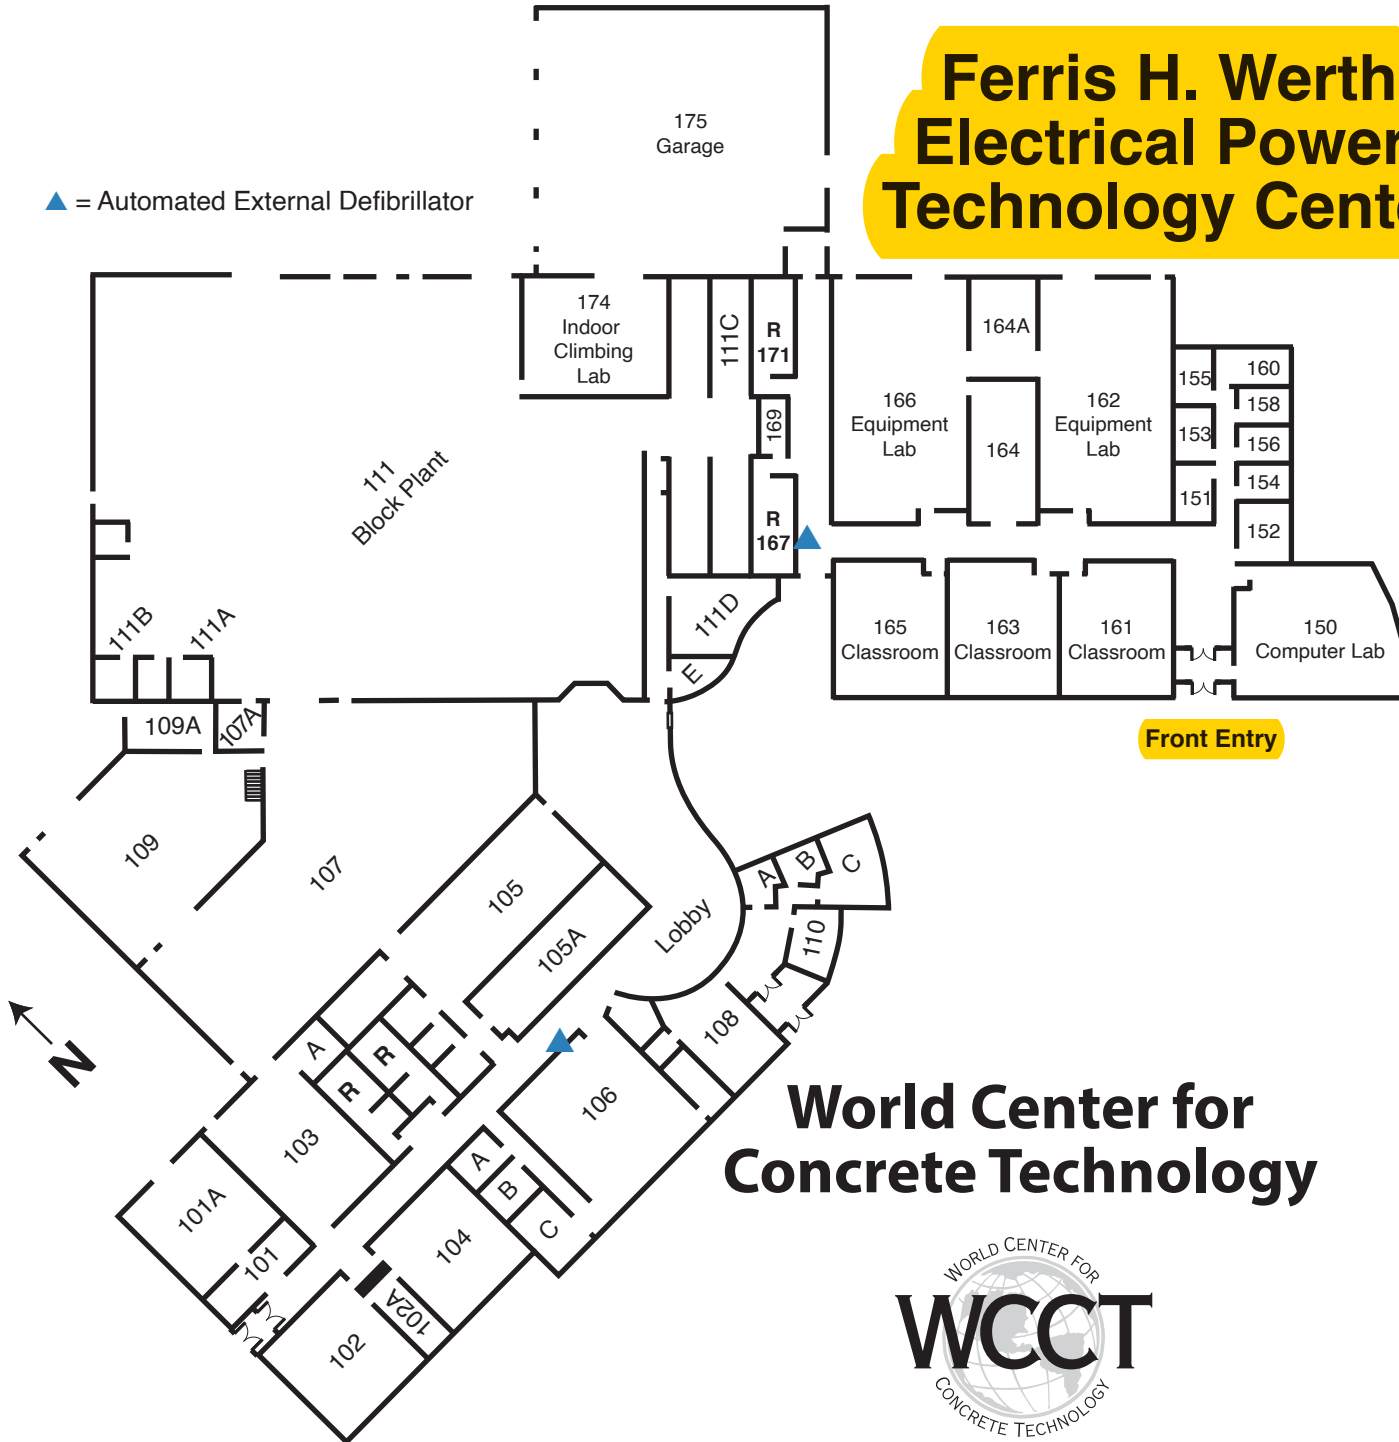 Ferris H. Werth
Electrical Power
Technology Cente
175
Garage
= Automated External Defibrillator
174
Indoor
Climbing
Lab
111C
R
171
164A
166
Equipment
Lab
162
Equipment
Lab
155
160
158
169
153
156
164
154
151
152
111
Block Plant
R
167
111B
111A
111D
E
165
Classroom
163
Classroom
161
Classroom
150
Computer Lab
109A
107A
Front Entry
109
107
105
105A
Lobby
A
B
C
110
108
N
A
R
R
106
103
A
B
C
101A
101
104
102A
102
World Center for
Concrete Technology
WORLD CENTER FOR
WCCT
CONCRETE TECHNOLOGY